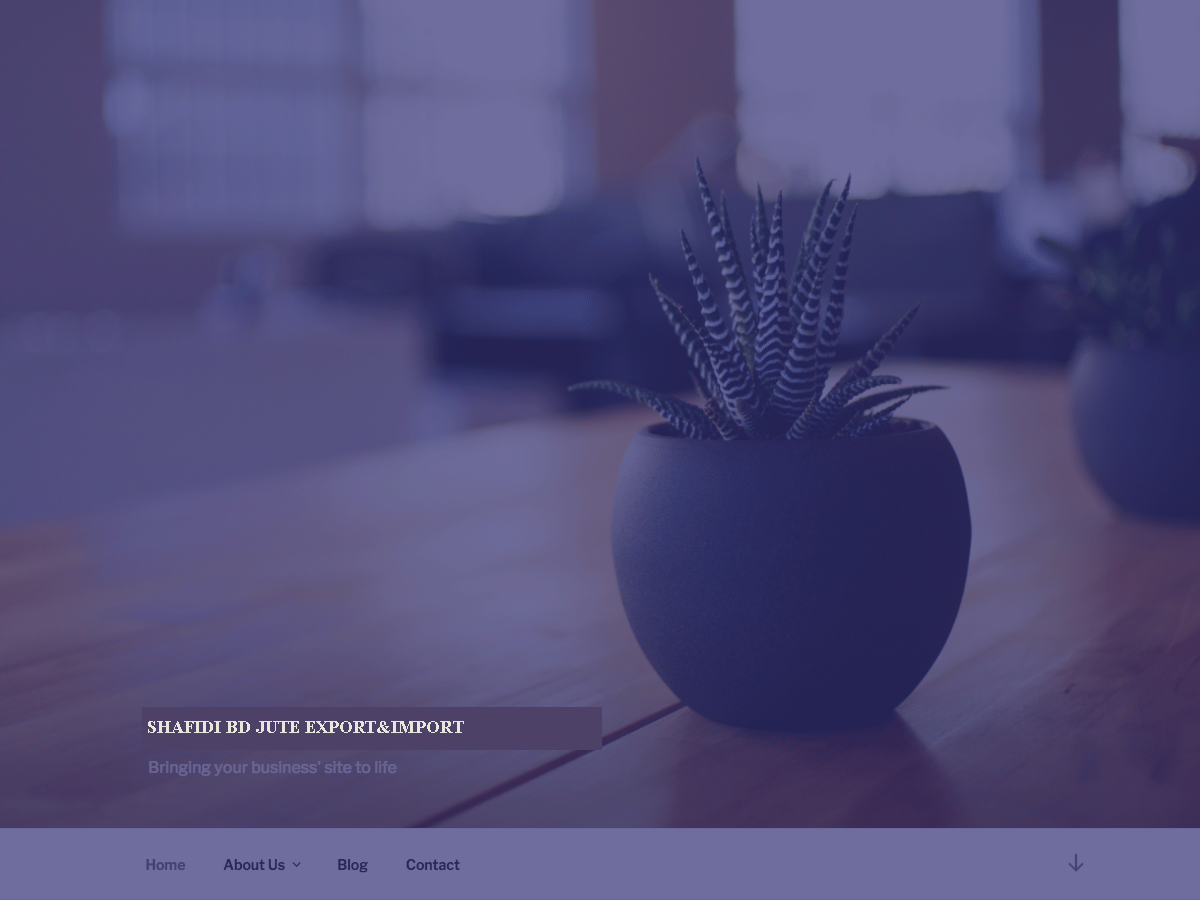 SHAFIDI BD JUTE EXPORT&IMPORT
Bringing your business' site to life
Home About Us Blog Contact